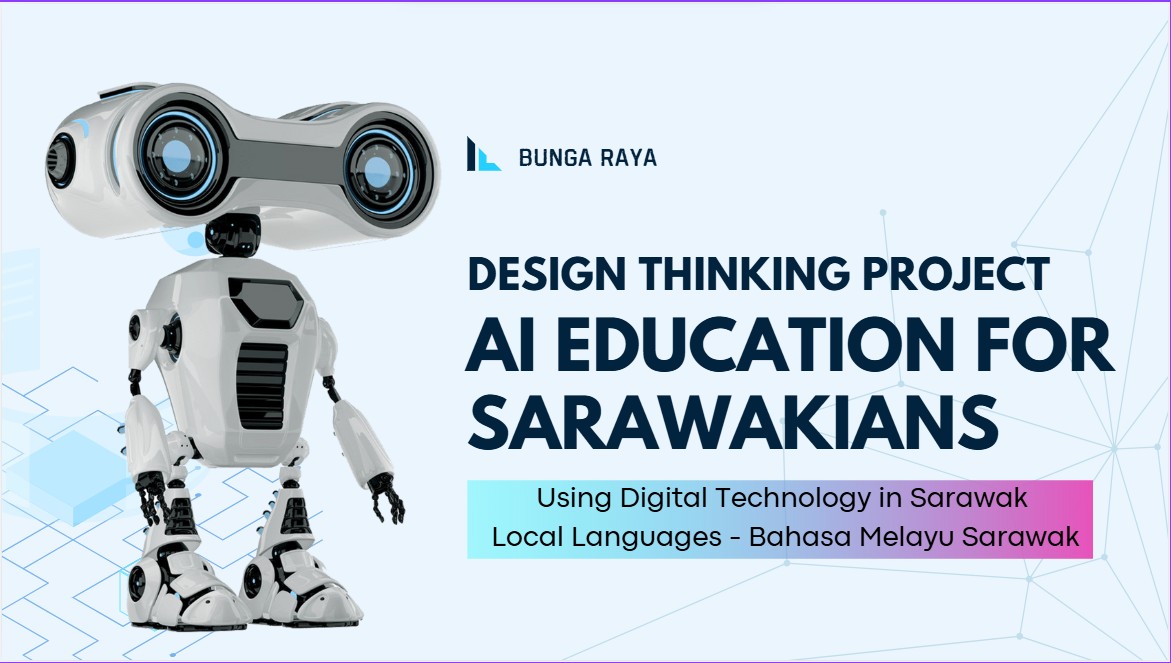 BUNGA RAYA
DESIGN THINKING PROJECT
AI EDUCATION FOR
SARAWAKIANS
Using Digital Technology in Sarawak
Local Languages - Bahasa Melayu Sarawak